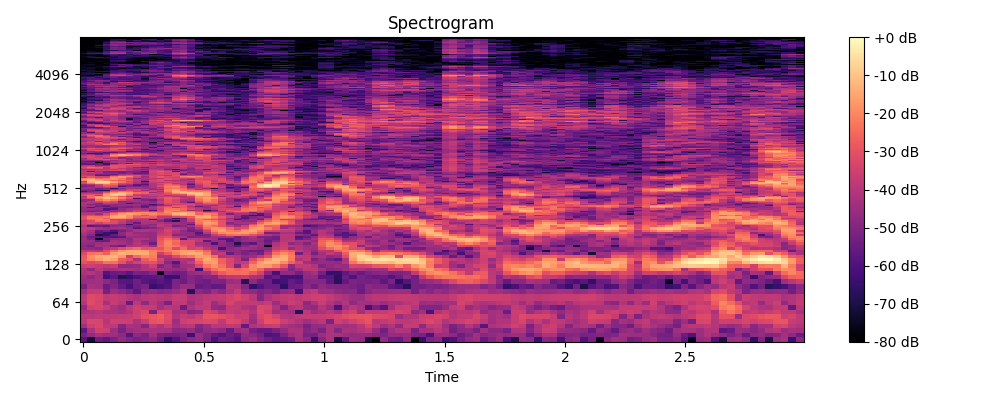 Spectrogram
Hz
4096
2048
1024
512
256
128
64
0
0
0.5
1
1.5
2
2.5
Time
+0 dB
-10 dB
-20 dB
-30 dB
-40 dB
-50 dB
-60 dB
-70 dB
-80 dB